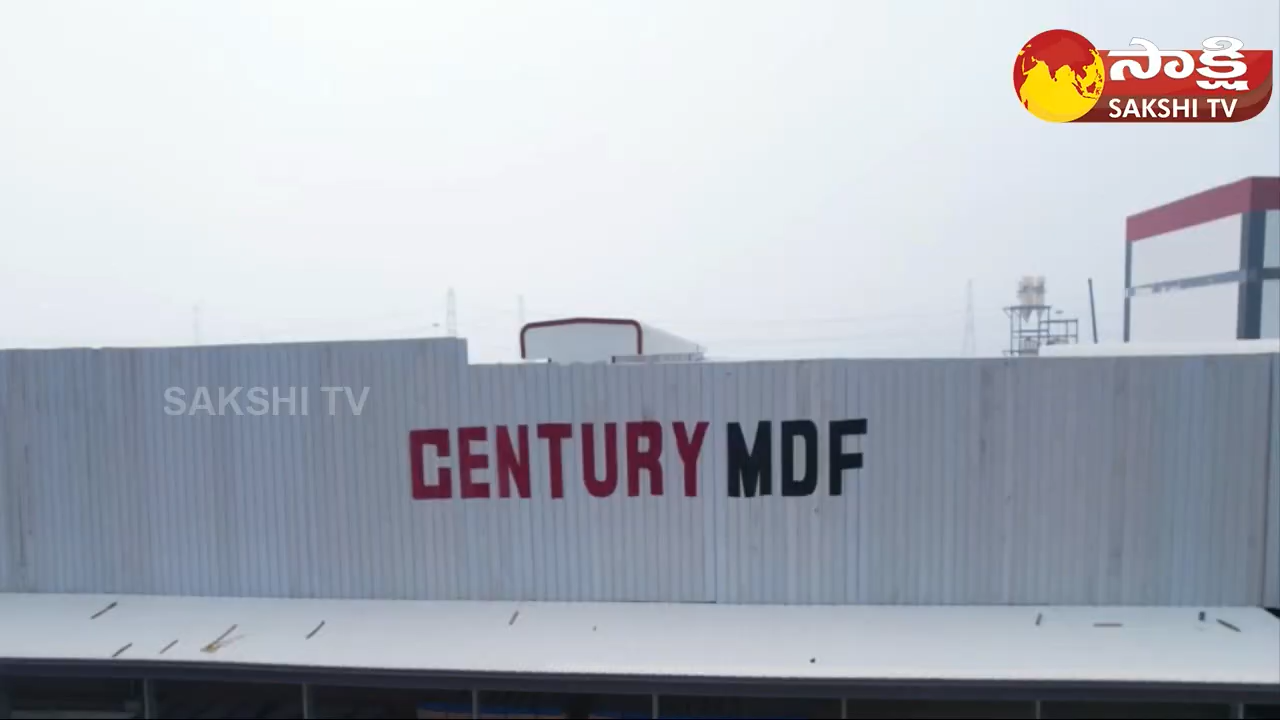 సాక్షి
SAKSHI TV
SAKSHI TV
CENTURY MDF